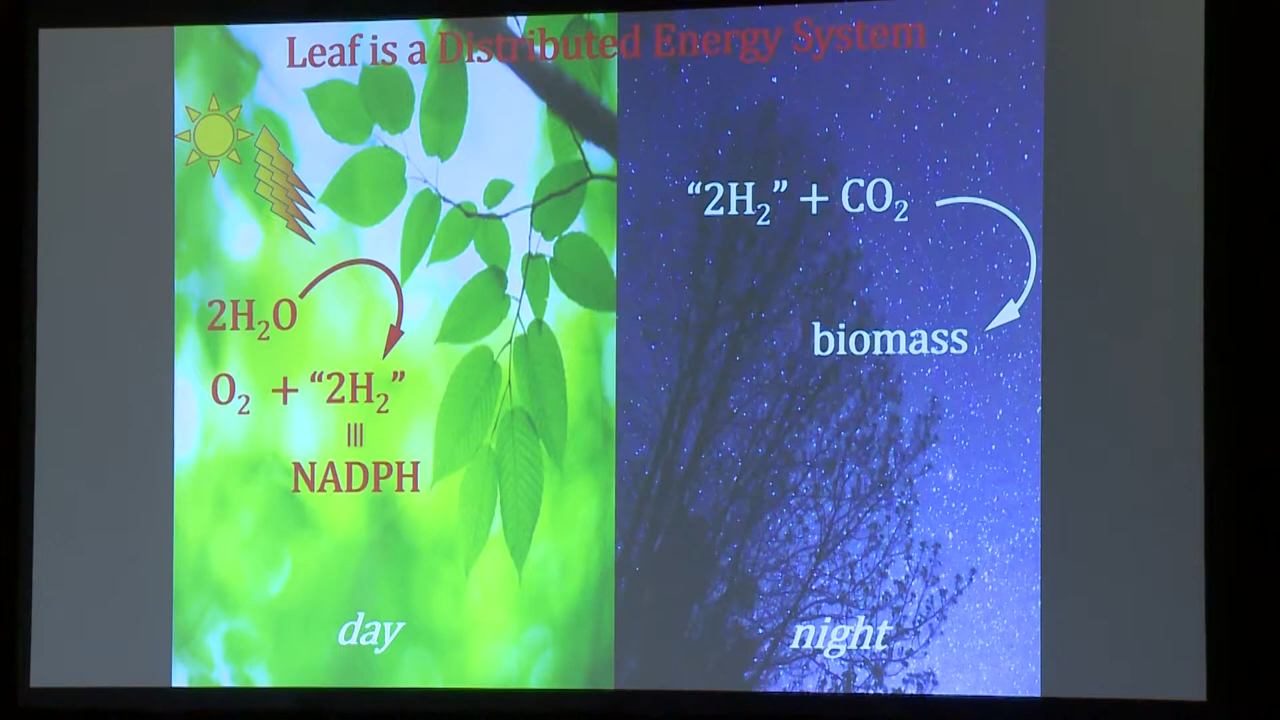 Leaf is a Distributed Energy System
2H₂O
O₂ + “2H₂”
≡
NADPH
day
“2H₂” + CO₂
biomass
night